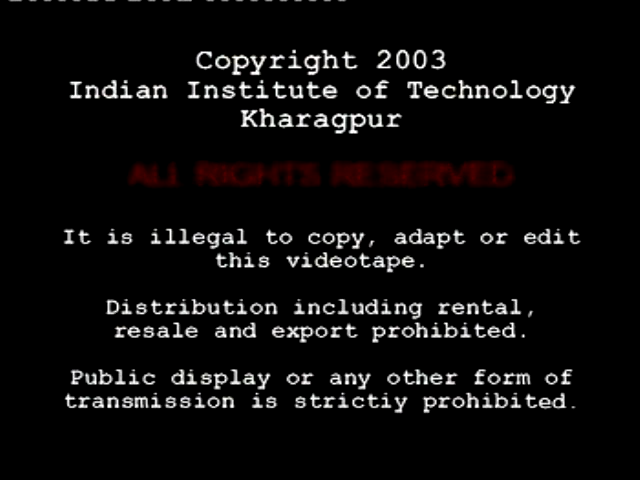 Copyright 2003
Indian Institute of Technology
Kharagpur
ALL RIGHTS RESERVED
It is illegal to copy, adapt or edit
this videotape.
Distribution including rental,
resale and export prohibited.
Public display or any other form of
transmission is strictiy prohibited.